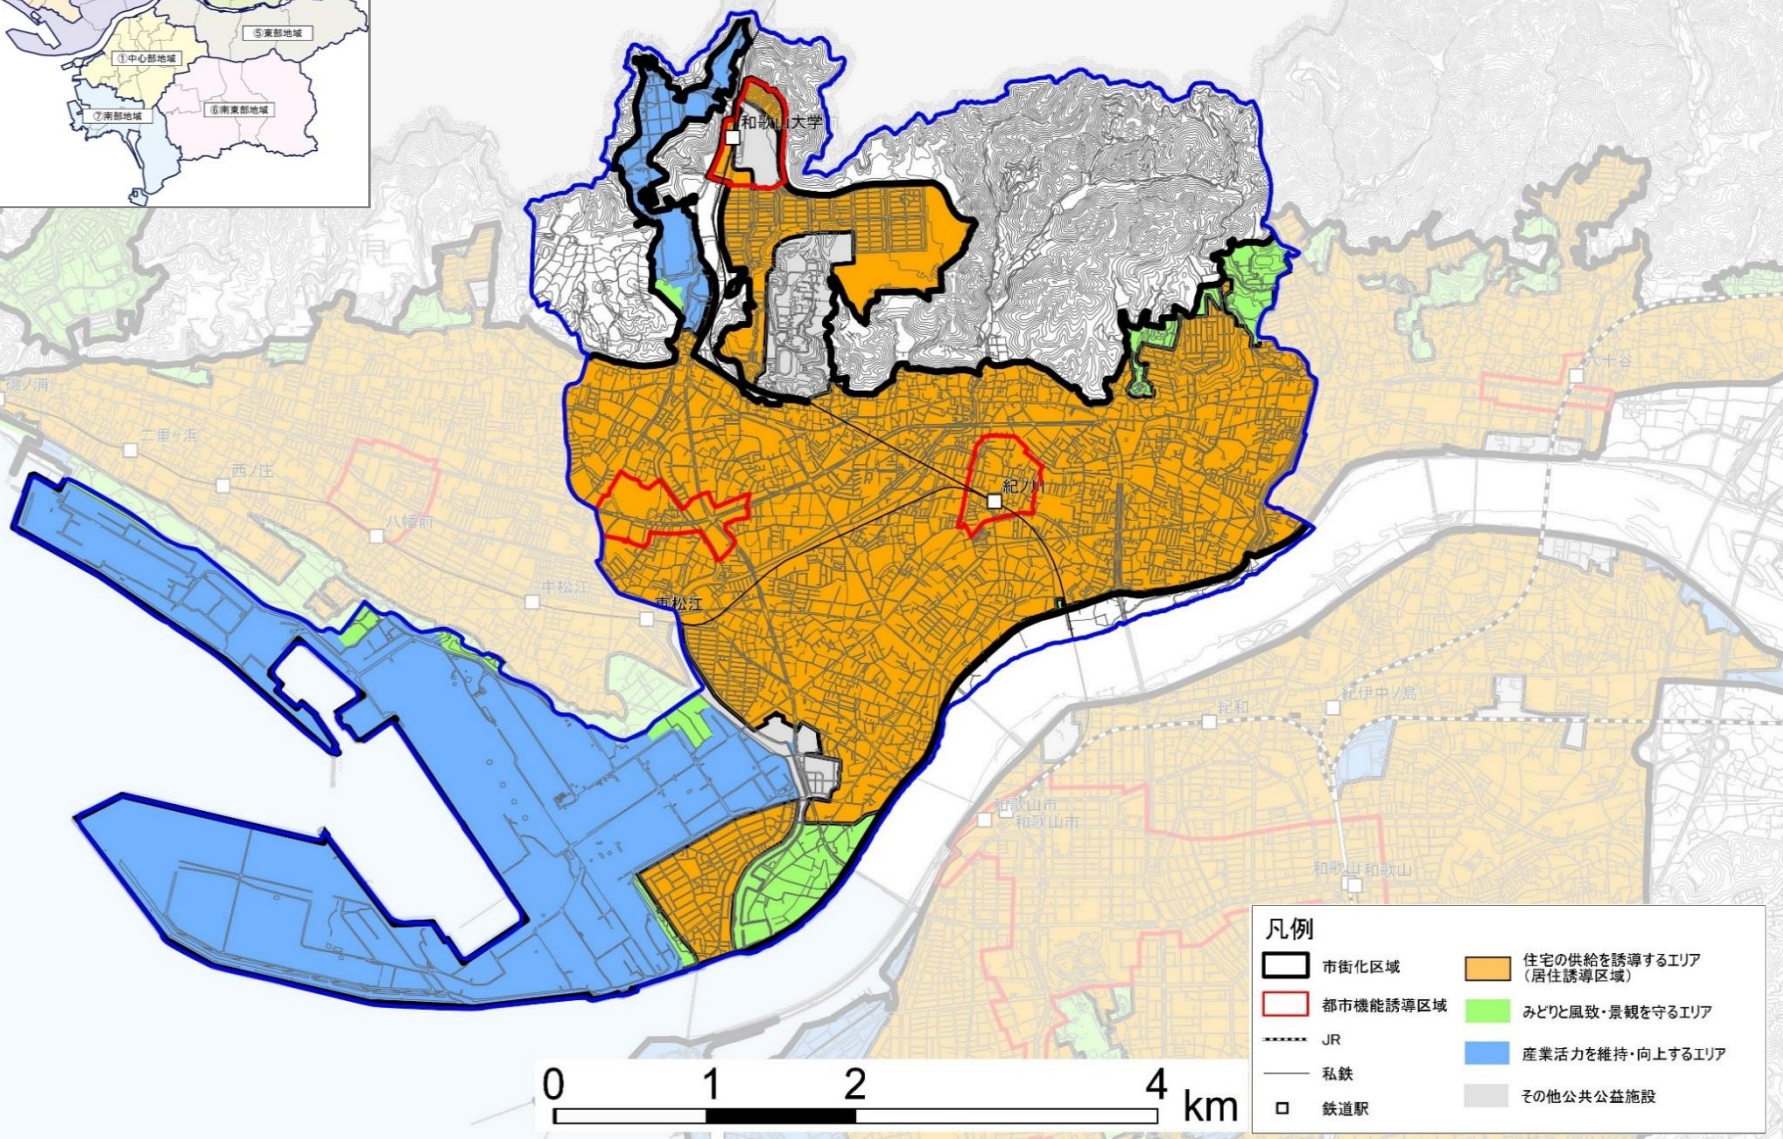 ⑤東部地域
①中心部地域
⑥南東部地域
⑦南部地域
和歌山大学
六十谷
磯ノ浦
二里ヶ浜
西ノ庄
紀ノ川
八幡前
中松江
東松江
紀伊中ノ島
紀和
和歌山市
和歌山市
和歌山
和歌山
凡例
市街化区域
都市機能誘導区域
JR
私鉄
鉄道駅
住宅の供給を誘導するエリア
(居住誘導区域)
みどりと風致・景観を守るエリア
産業活力を維持・向上するエリア
その他公共公益施設
0 1 2 4 km